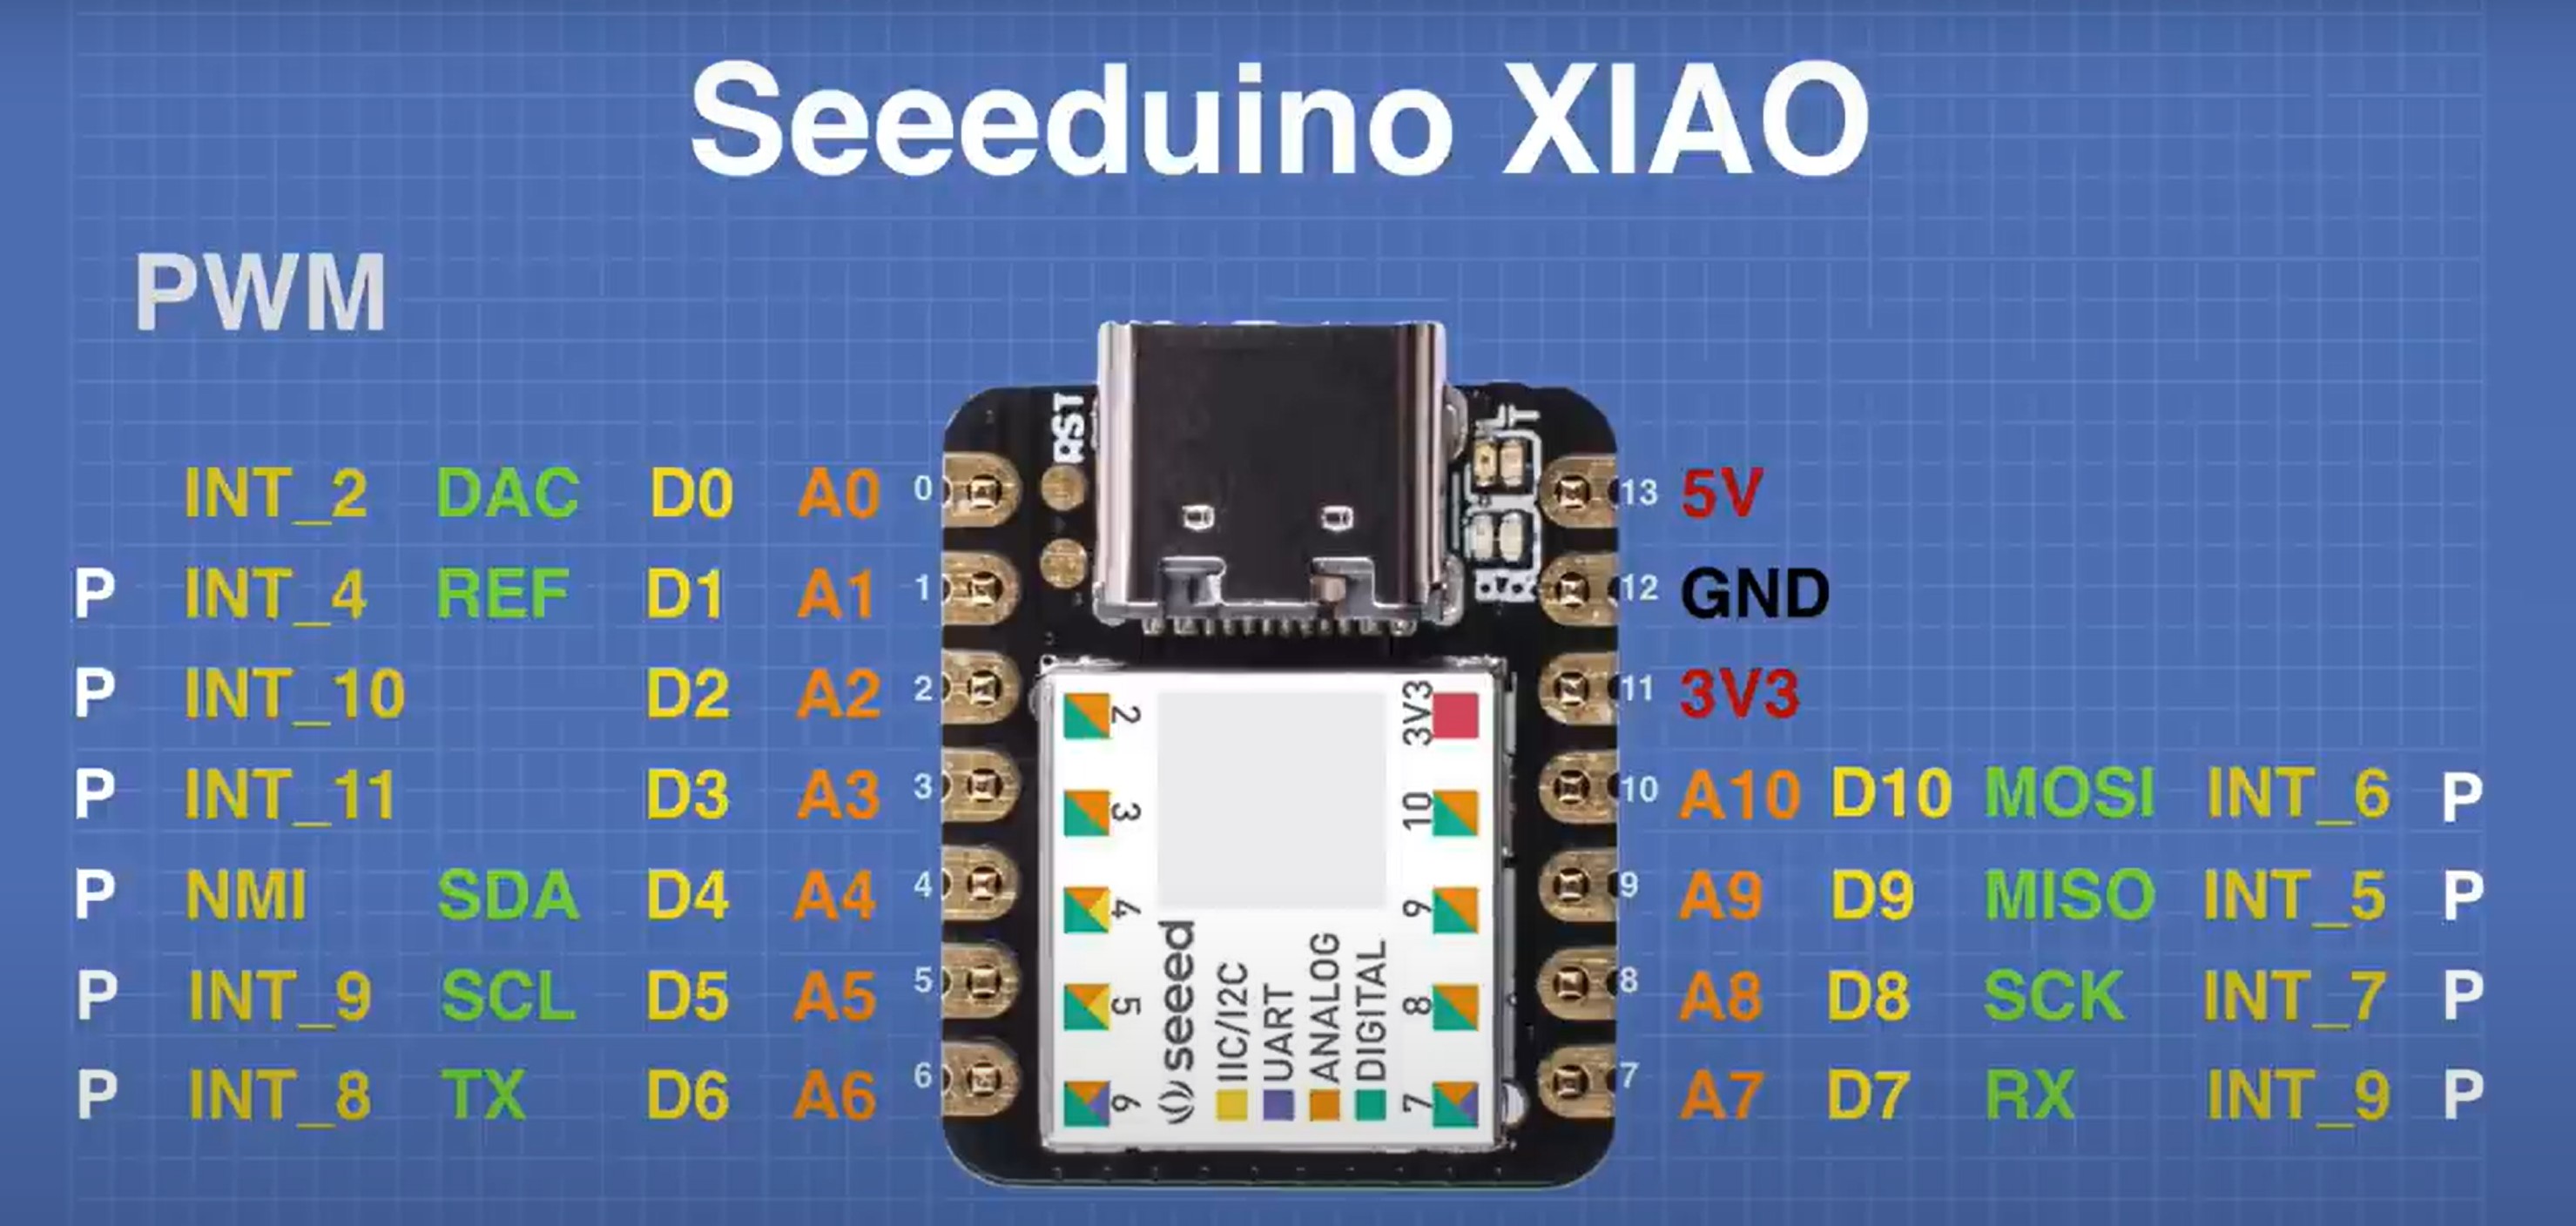 Seeeduino XIAO
PWM
RST
INT_2 DAC D0 A0 0 13 5V
P INT_4 REF D1 A1 1 12 GND
P INT_10 D2 A2 2 11 3V3
P INT_11 D3 A3 3 10 A10 D10 MOSI INT_6 P
P NMI SDA D4 A4 4 9 A9 D9 MISO INT_5 P
P INT_9 SCL D5 A5 5 8 A8 D8 SCK INT_7 P
P INT_8 TX D6 A6 6 7 A7 D7 RX INT_9 P
2 3V3
3 10
4 9
5 8
6 7
seeed
IIC/I2C
UART
ANALOG
DIGITAL